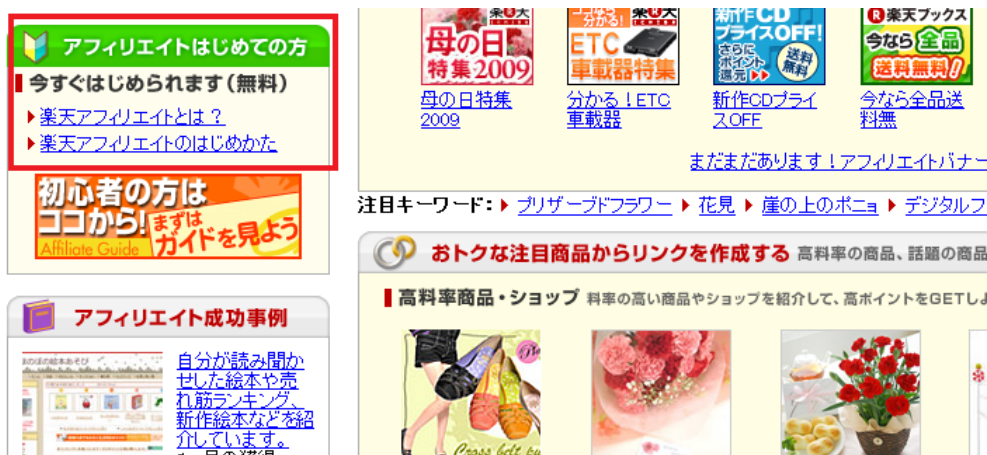 アフィリエイトはじめての方
今すぐはじめられます(無料)
楽天アフィリエイトとは?
楽天アフィリエイトのはじめかた
初心者の方は
ココから!まずは
ガイドを見よう
Affiliate Guide
アフィリエイト成功事例
自分が読み聞か
せした絵本や売
れ筋ランキング、
新作絵本などを紹
介しています。
母の日
特集2009
母の日特集
2009
分かる!
ETC
車載器特集
分かる!ETC
車載器
新作CD
プライスOFF!
さらに
ポイント
還元
送料
無料
新作CDプライ
スOFF
楽天ブックス
今なら全品
送料無料!
今なら全品送
料無
まだまだあります!アフィリエイトバナー
注目キーワード: プリザーブドフラワー 花見 崖の上のポニョ デジタルフ
おトクな注目商品からリンクを作成する 高料率の商品、話題の商品
高料率商品・ショップ 料率の高い商品やショップを紹介して、高ポイントをGETしよ